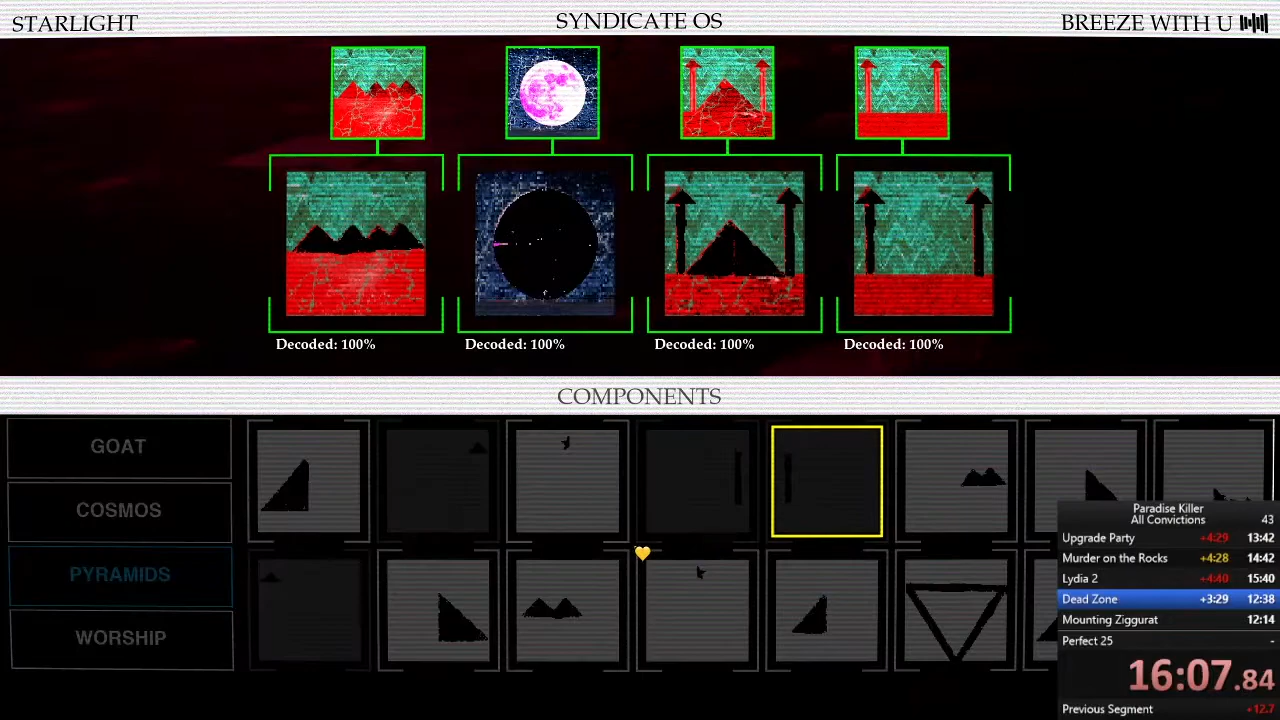 STARLIGHT
SYNDICATE OS
BREEZE WITH U
Decoded: 100%
Decoded: 100%
Decoded: 100%
Decoded: 100%
COMPONENTS
GOAT
COSMOS
PYRAMIDS
WORSHIP
Paradise Killer
All Convictions 43
Upgrade Party +4:29 13:42
Murder on the Rocks +4:28 14:42
Lydia 2 +4:40 15:40
Dead Zone +3:29 12:38
Mounting Ziggurat 12:14
Perfect 25 -
16:07.84
Previous Segment +12.7